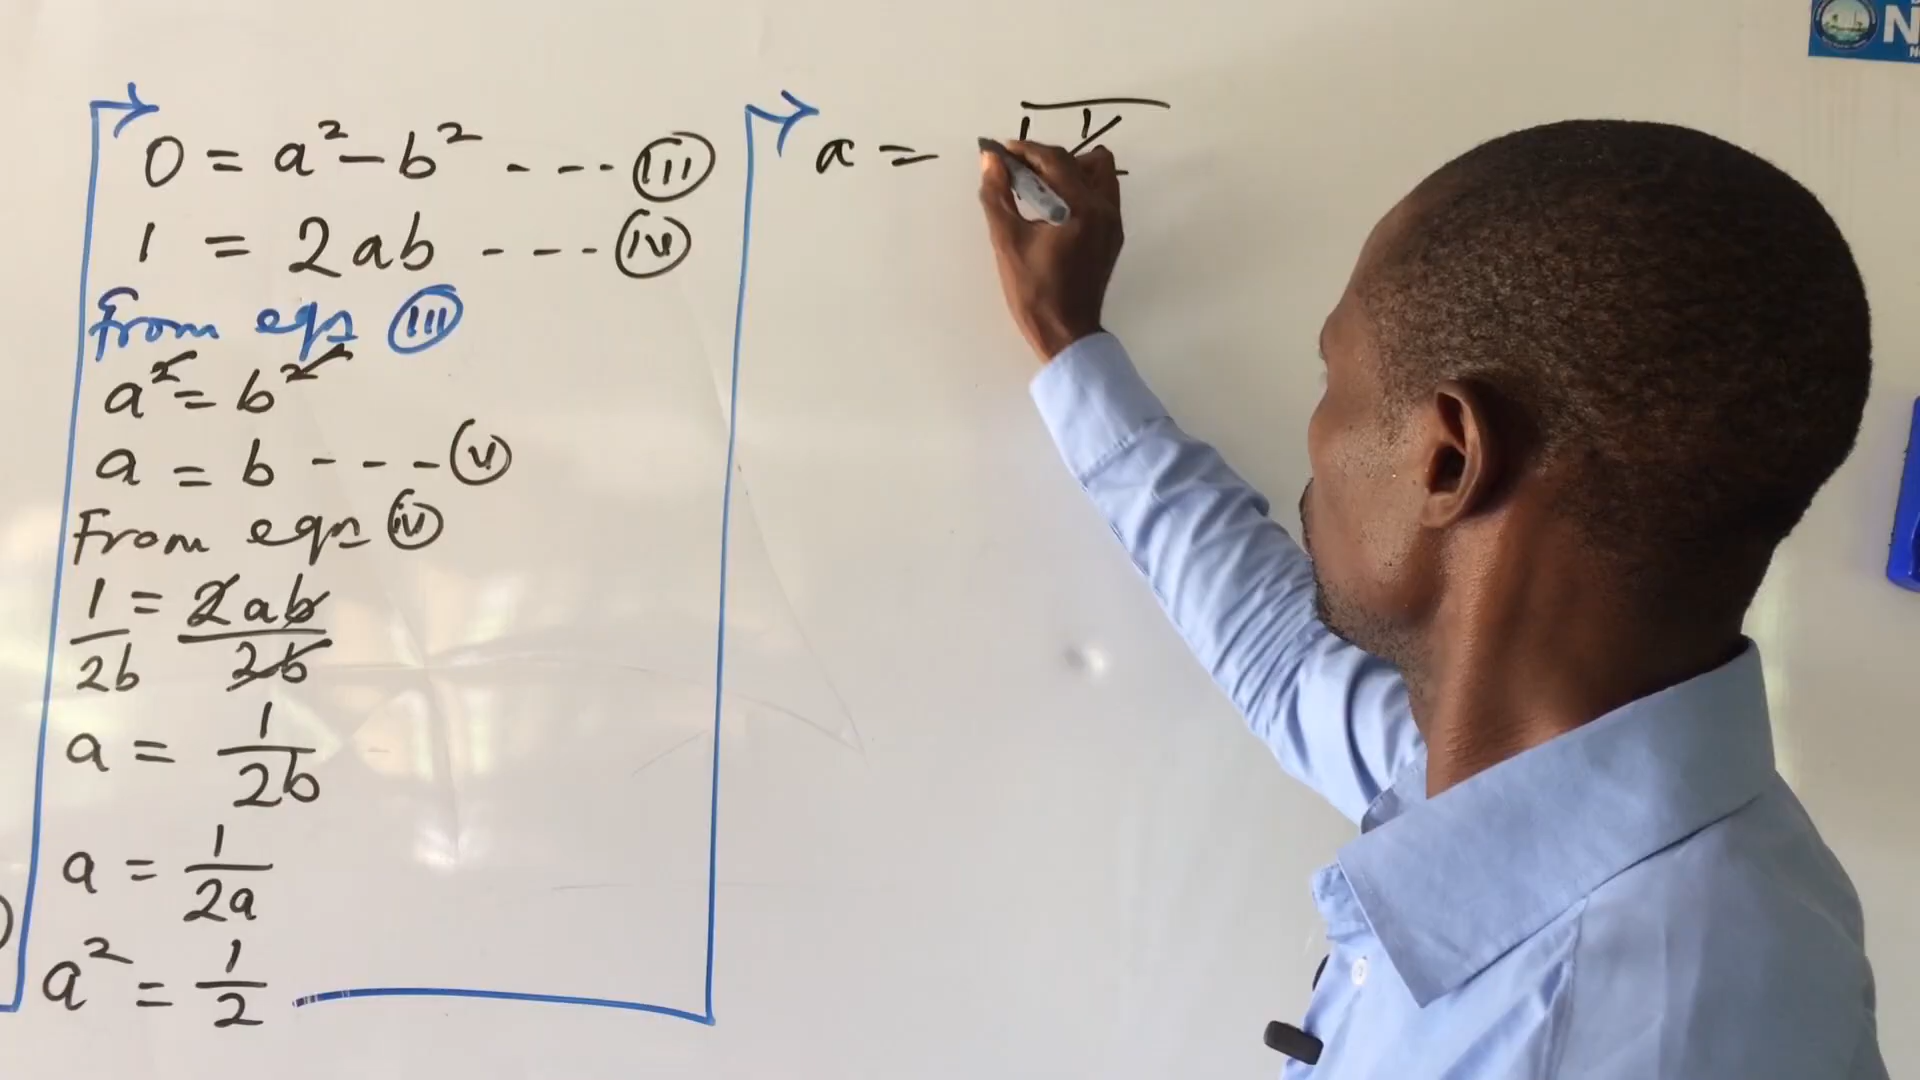 0 = a² - b² - - - (iii)
1 = 2ab - - - (iv)
From eqn (iii)
a² = b²
a = b - - - (v)
From eqn (iv)
1/2b = 2ab/2b
a = 1/2b
a = 1/2a
a² = 1/2
a =
N